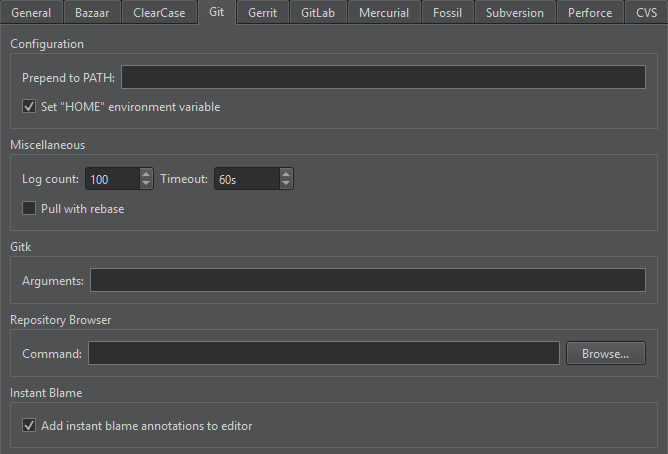 General Bazaar ClearCase Git Gerrit GitLab Mercurial Fossil Subversion Perforce CVS
Configuration
Prepend to PATH:
Set "HOME" environment variable
Miscellaneous
Log count: 100 Timeout: 60s
Pull with rebase
Gitk
Arguments:
Repository Browser
Command: Browse...
Instant Blame
Add instant blame annotations to editor